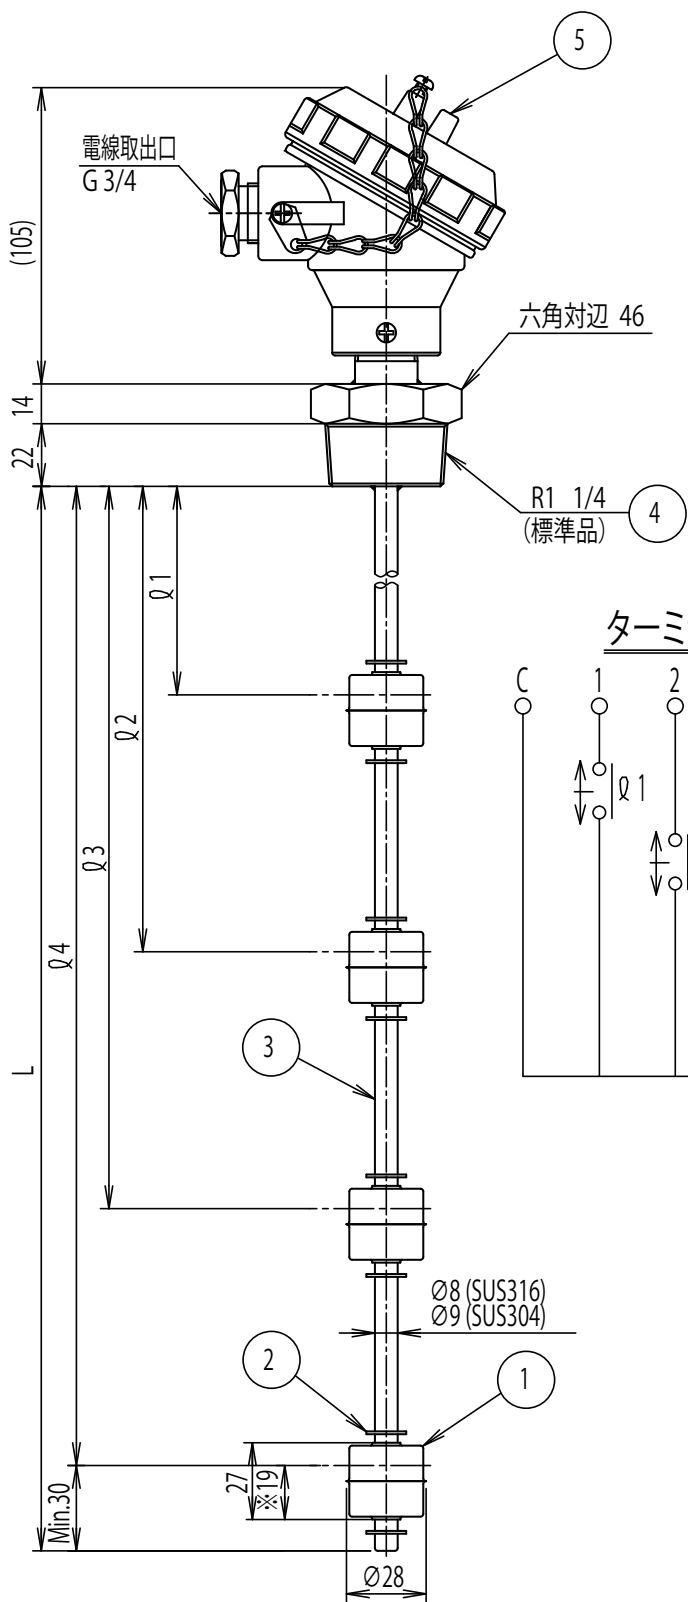 5
電線取出口
G 3/4
(105)
六角対辺 46
14
22
R1 1/4
(標準品)
4
ℓ1
ℓ2
ℓ3
ℓ4
L
ターミ
C 1 2
ℓ1
3
Ø8 (SUS316)
Ø9 (SUS304)
2
1
27
※19
Min.30
Ø28